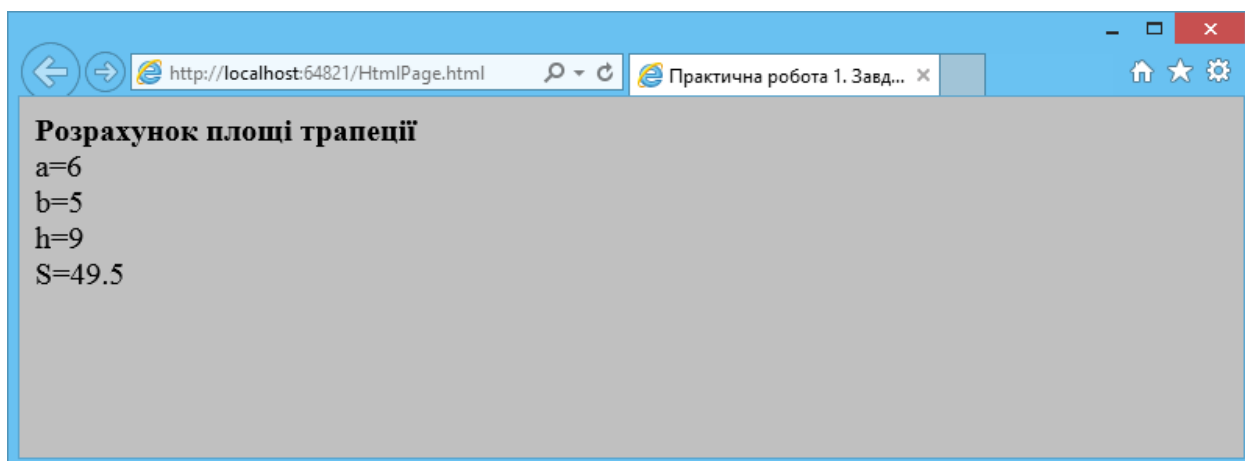 http://localhost:64821/HtmlPage.html
Практична робота 1. Завд...
Розрахунок площі трапеції
a=6
b=5
h=9
S=49.5